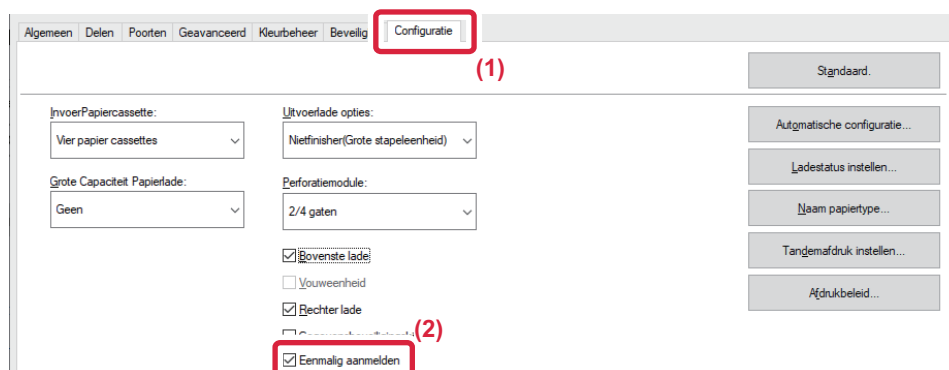 Algemeen Delen Poorten Geavanceerd Kleurbeheer Beveilig Configuratie
(1)
Standaard.
InvoerPapiercassette:
Vier papier cassettes
Uitvoerlade opties:
Nietfinisher(Grote stapeleenheid)
Automatische configuratie...
Ladestatus instellen...
Grote Capaciteit Papierlade:
Geen
Perforatiemodule:
2/4 gaten
Naam papiertype...
Tandemafdruk instellen...
Bovenste lade
Vouweenheid
Afdrukbeleid...
Rechter lade
(2)
Eenmalig aanmelden